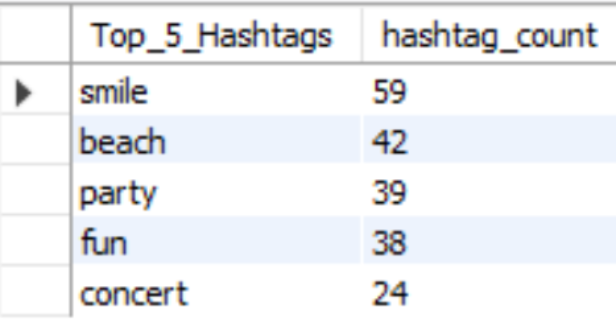 Top_5_Hashtags hashtag_count
smile 59
beach 42
party 39
fun 38
concert 24